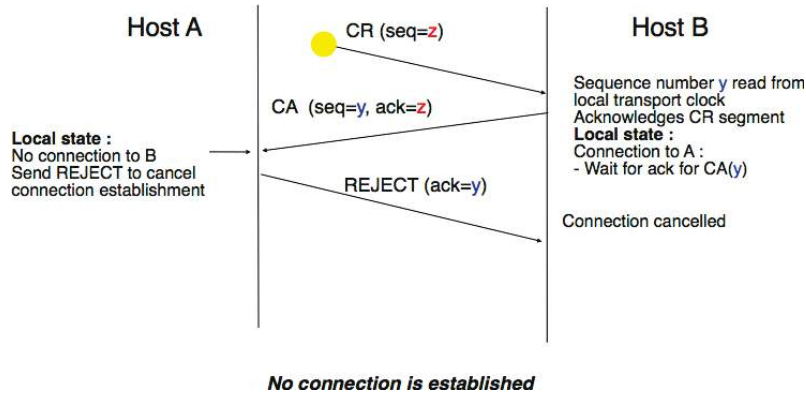 Host A
Host B
CR (seq=z)
Sequence number y read from
local transport clock
Acknowledges CR segment
Local state :
Connection to A :
- Wait for ack for CA(y)
CA (seq=y, ack=z)
Local state :
No connection to B
Send REJECT to cancel
connection establishment
REJECT (ack=y)
Connection cancelled
No connection is established